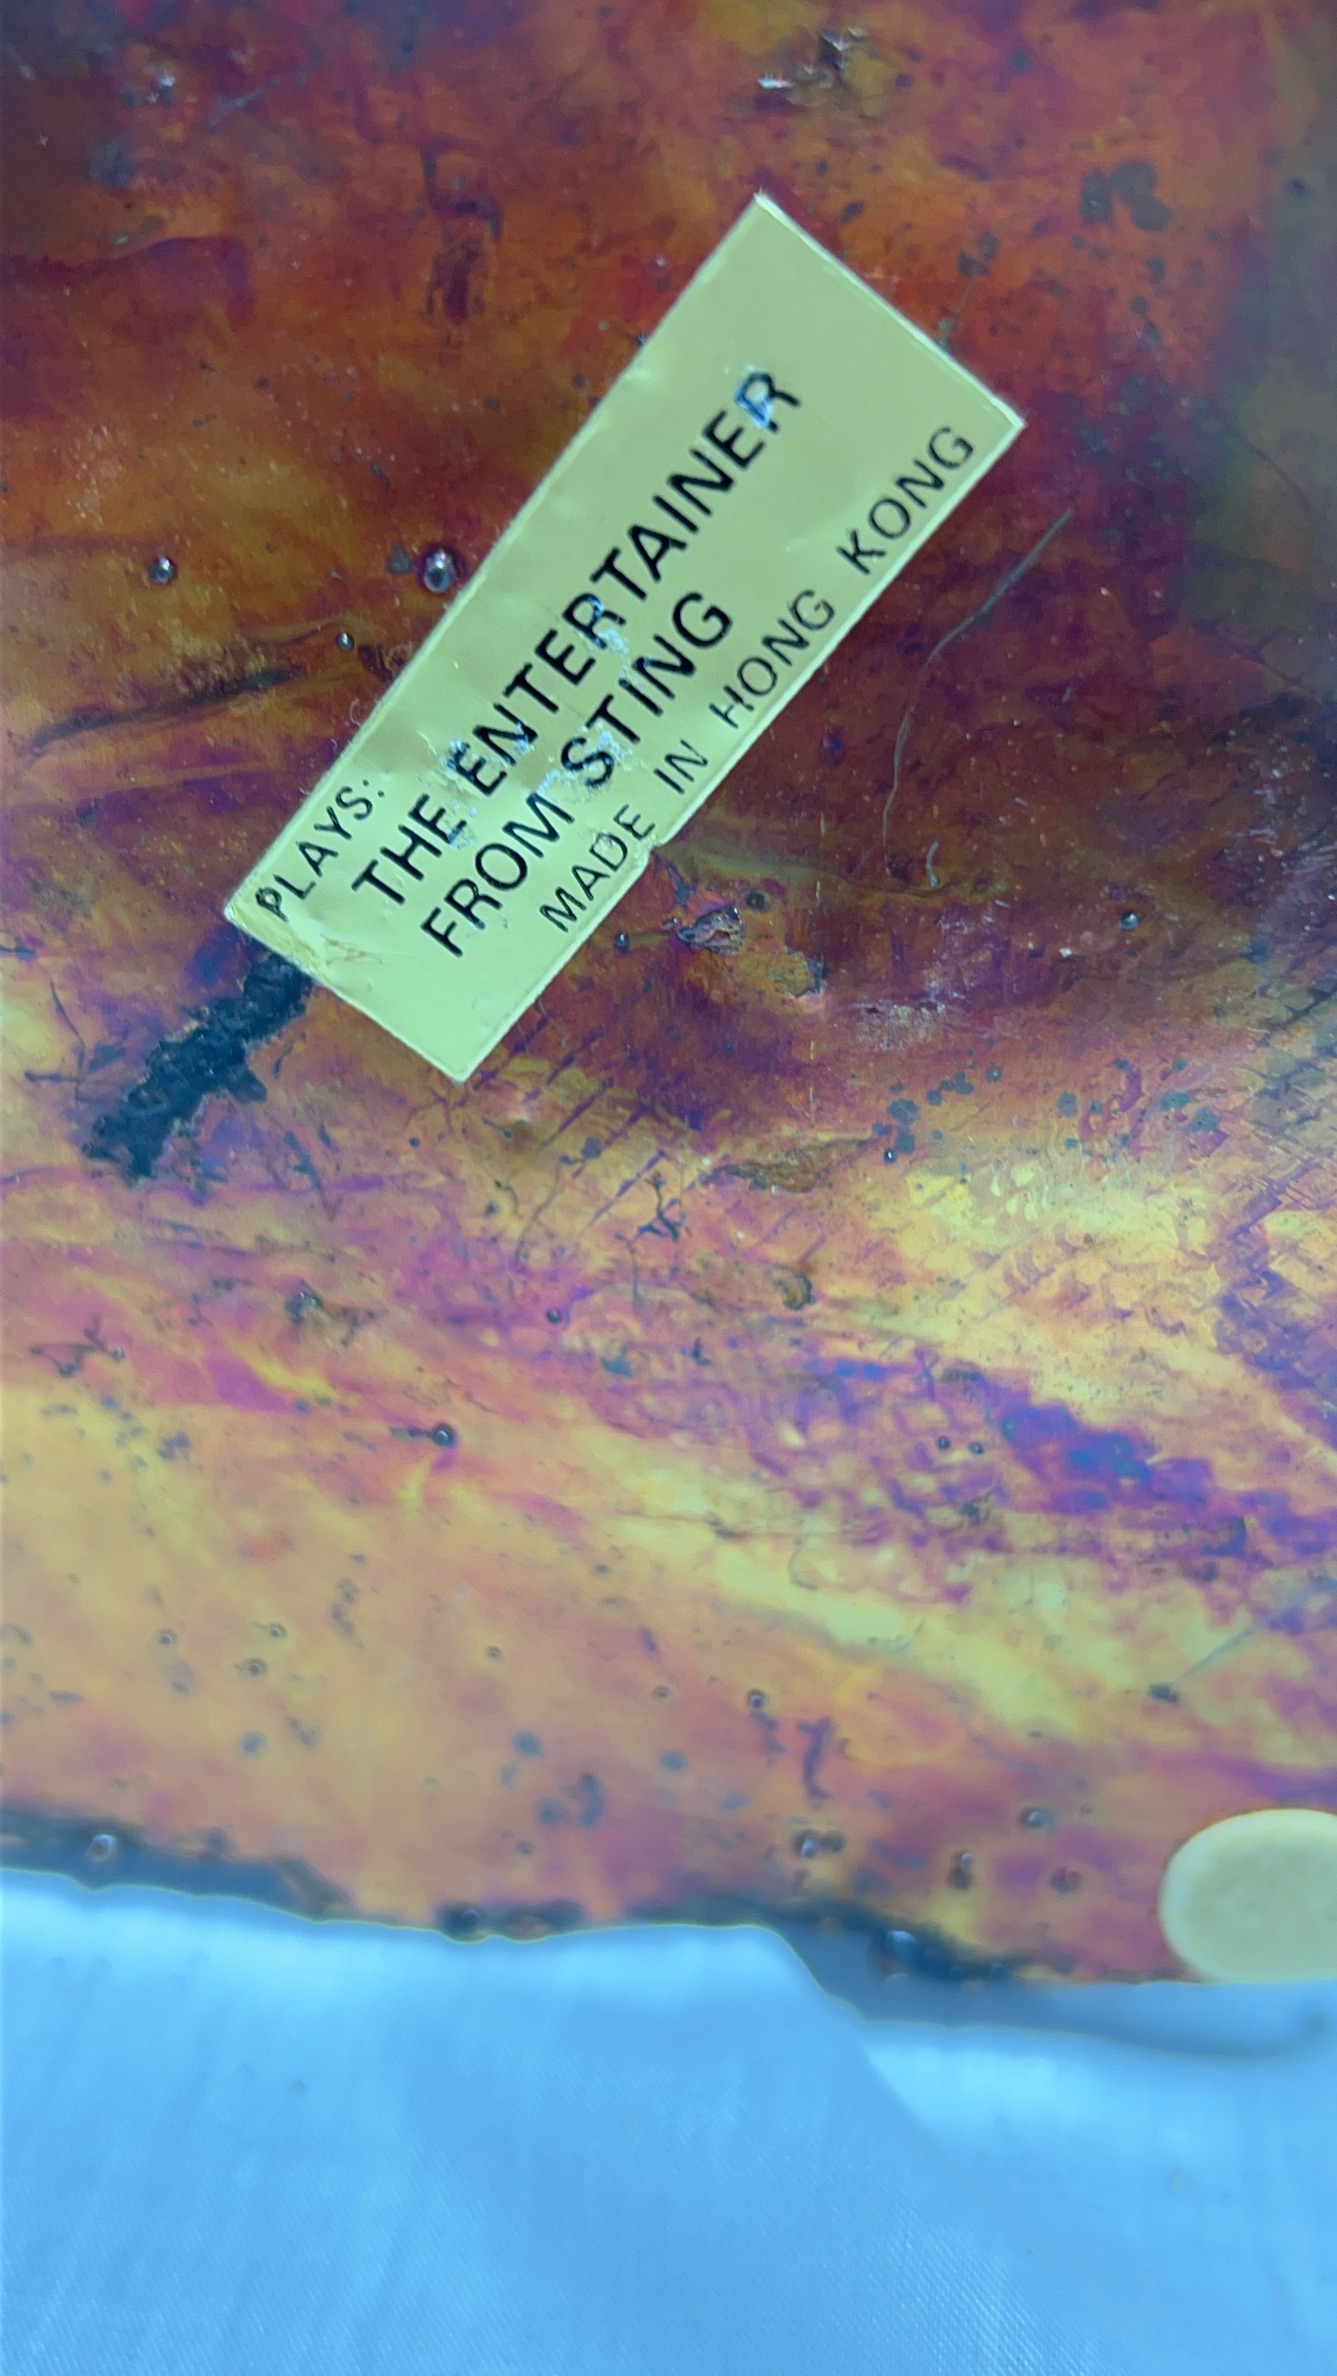 PLAYS:
THE ENTERTAINER
FROM STING
MADE IN HONG KONG